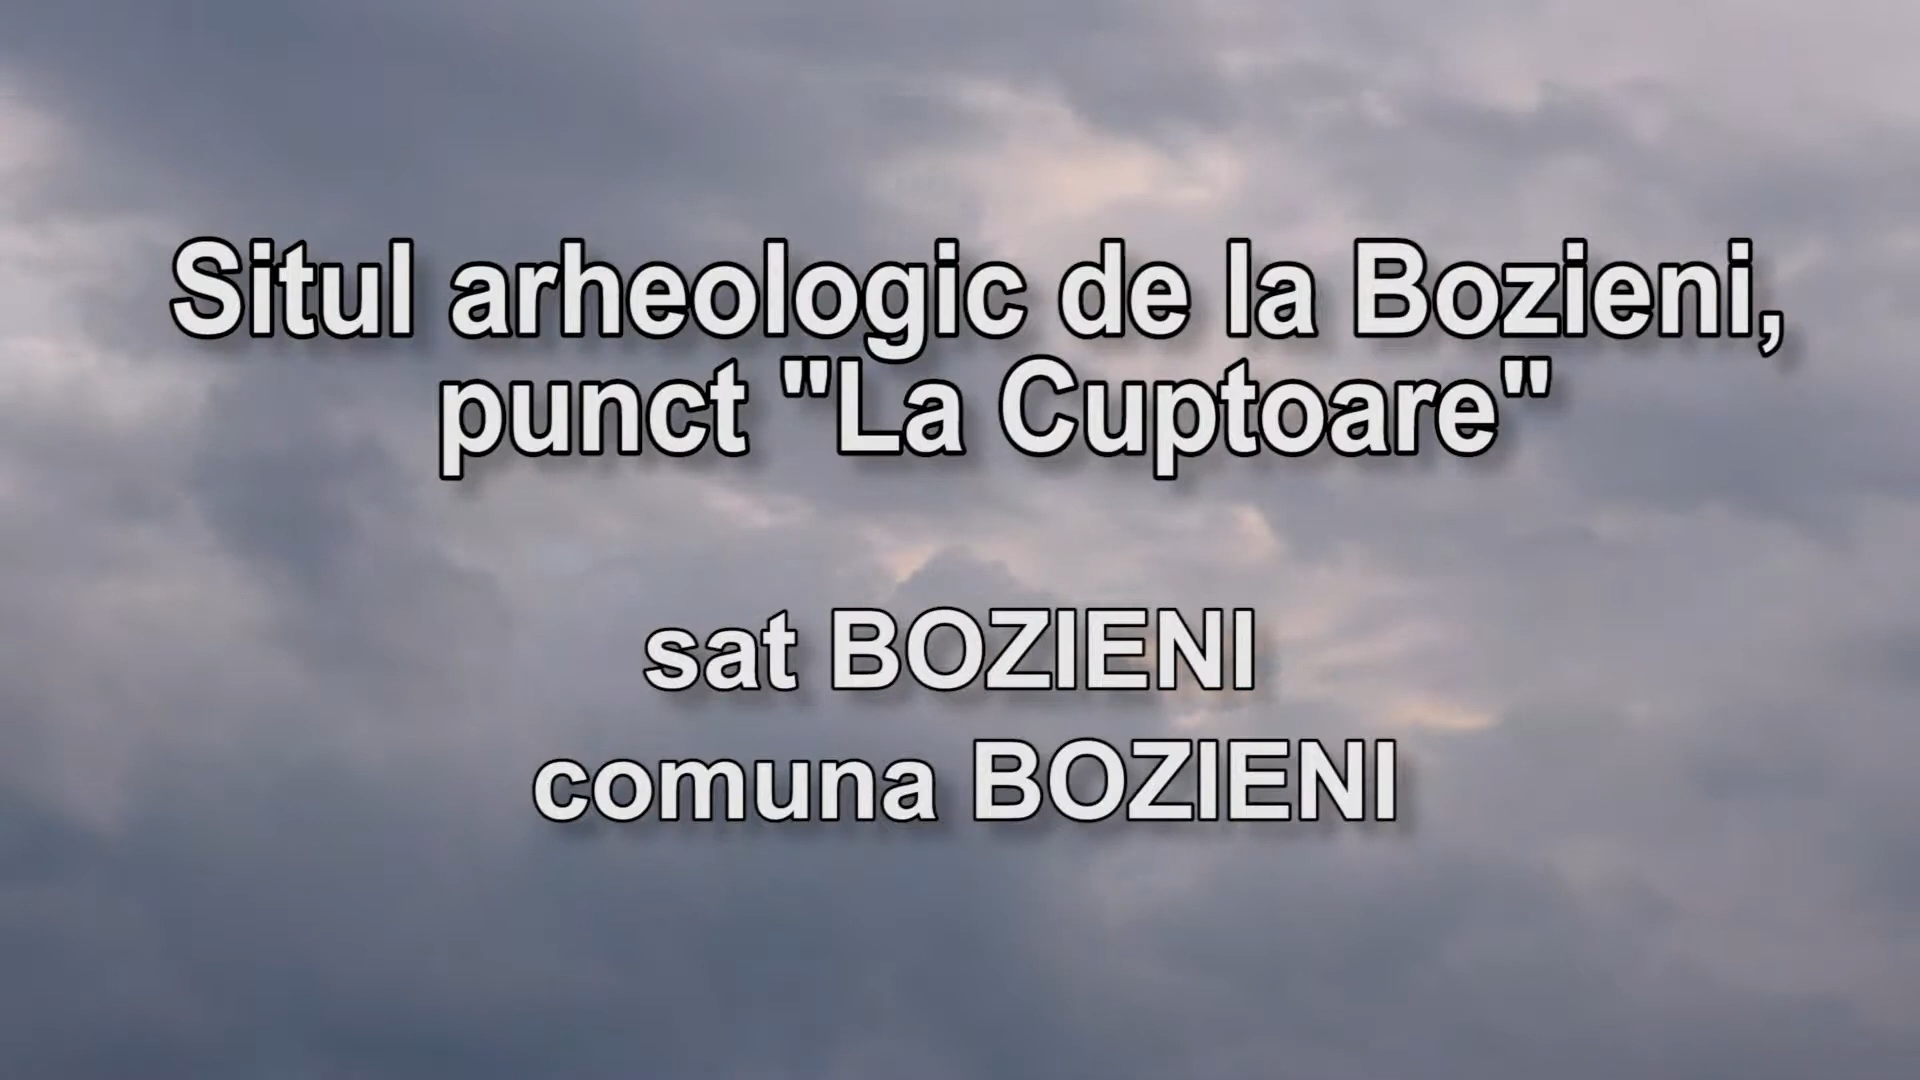 Situl arheologic de la Bozieni,
punct "La Cuptoare"
sat BOZIENI
comuna BOZIENI